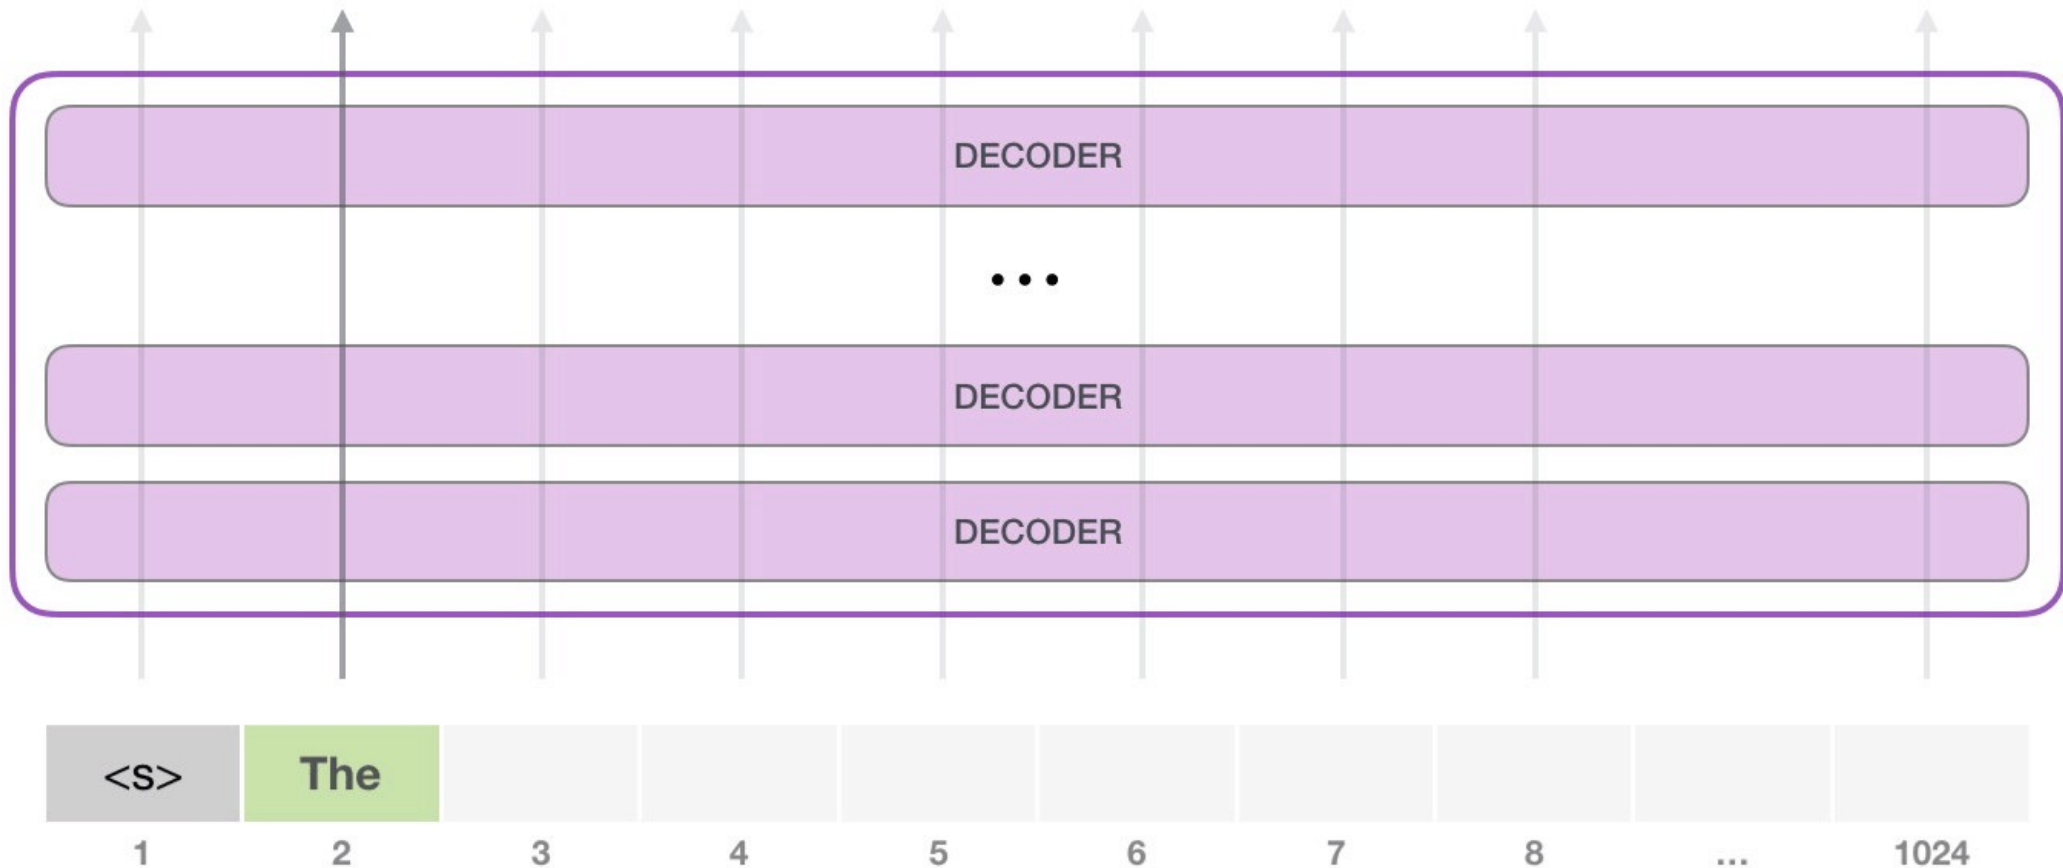 DECODER
...
DECODER
DECODER
<s> The
1 2 3 4 5 6 7 8 ... 1024